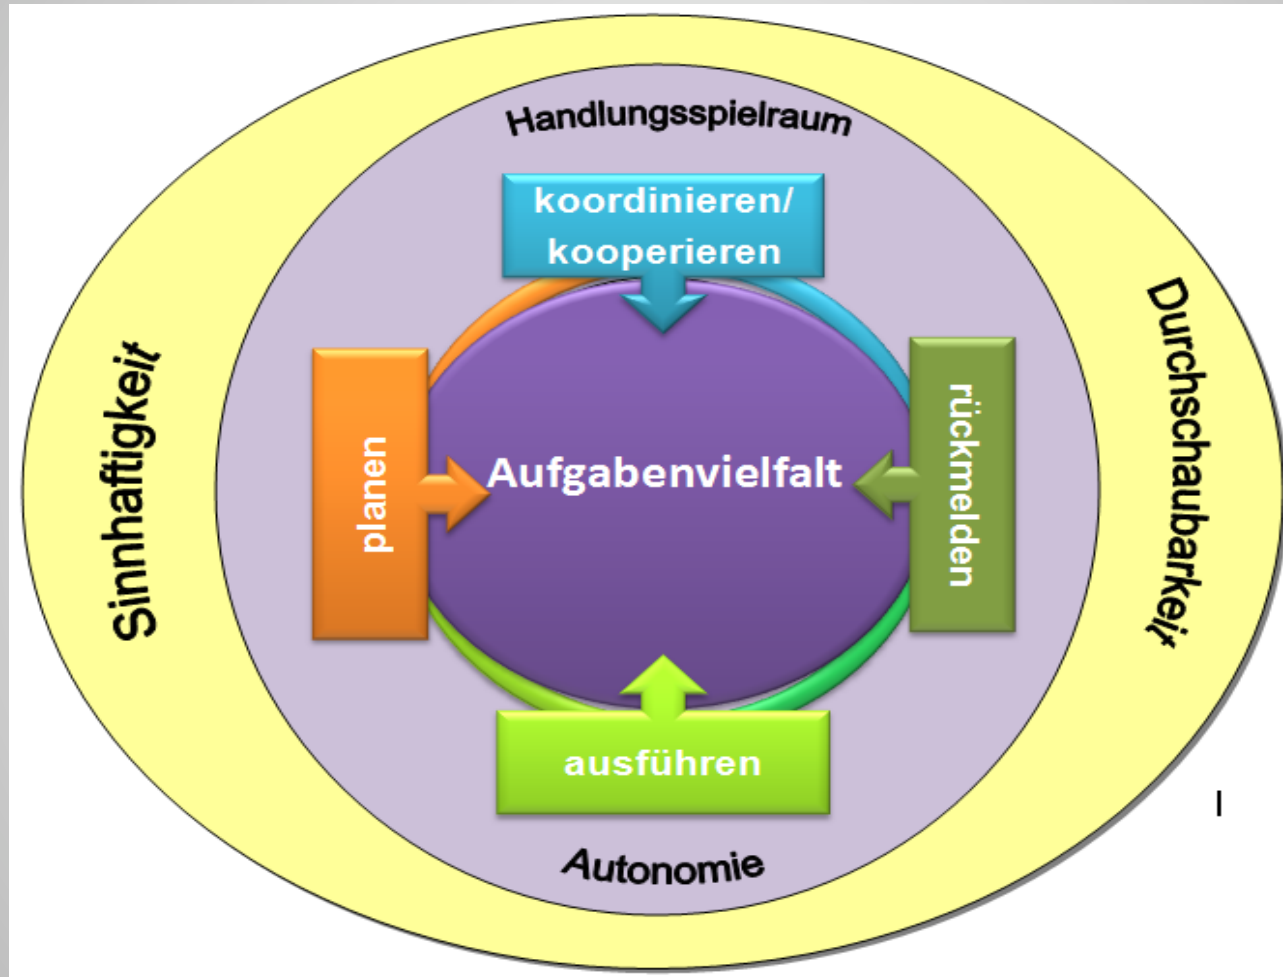 Handlungsspielraum
koordinieren/
kooperieren
Sinnhaftigkeit
planen
Aufgabenvielfalt
rückmelden
Durchschaubarkeit
ausführen
Autonomie
l